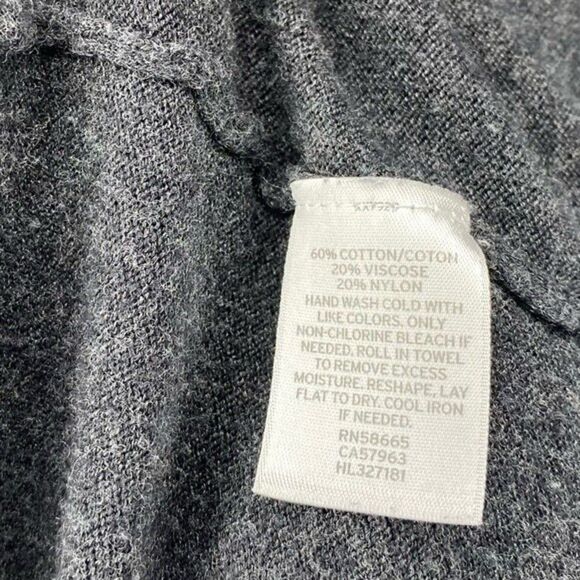 60% COTTON/COTON
20% VISCOSE
20% NYLON
HAND WASH COLD WITH
LIKE COLORS. ONLY
NON-CHLORINE BLEACH IF
NEEDED. ROLL IN TOWEL
TO REMOVE EXCESS
MOISTURE. RESHAPE, LAY
FLAT TO DRY. COOL IRON
IF NEEDED.
RN58665
CA57963
HL327181